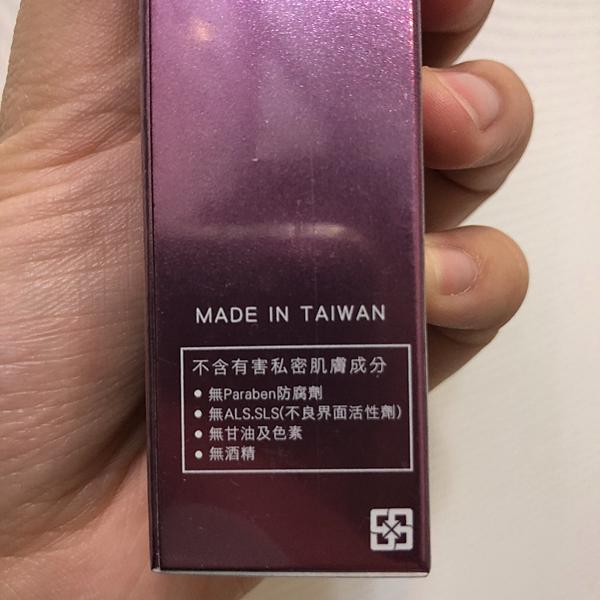 MADE IN TAIWAN
不含有害私密肌膚成分
● 無Paraben防腐劑
● 無ALS.SLS(不良界面活性劑)
● 無甘油及色素
● 無酒精